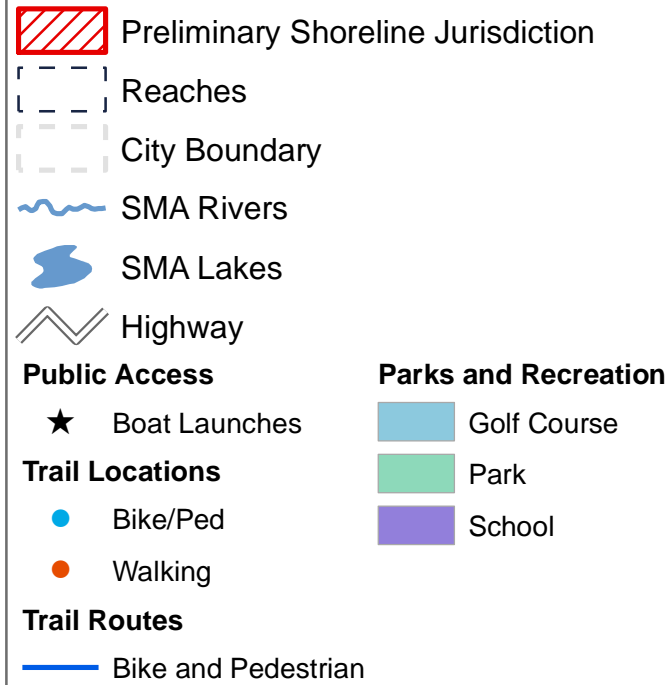 Preliminary Shoreline Jurisdiction
Reaches
City Boundary
SMA Rivers
SMA Lakes
Highway
Public Access
Boat Launches
Trail Locations
Bike/Ped
Walking
Trail Routes
Bike and Pedestrian
Parks and Recreation
Golf Course
Park
School